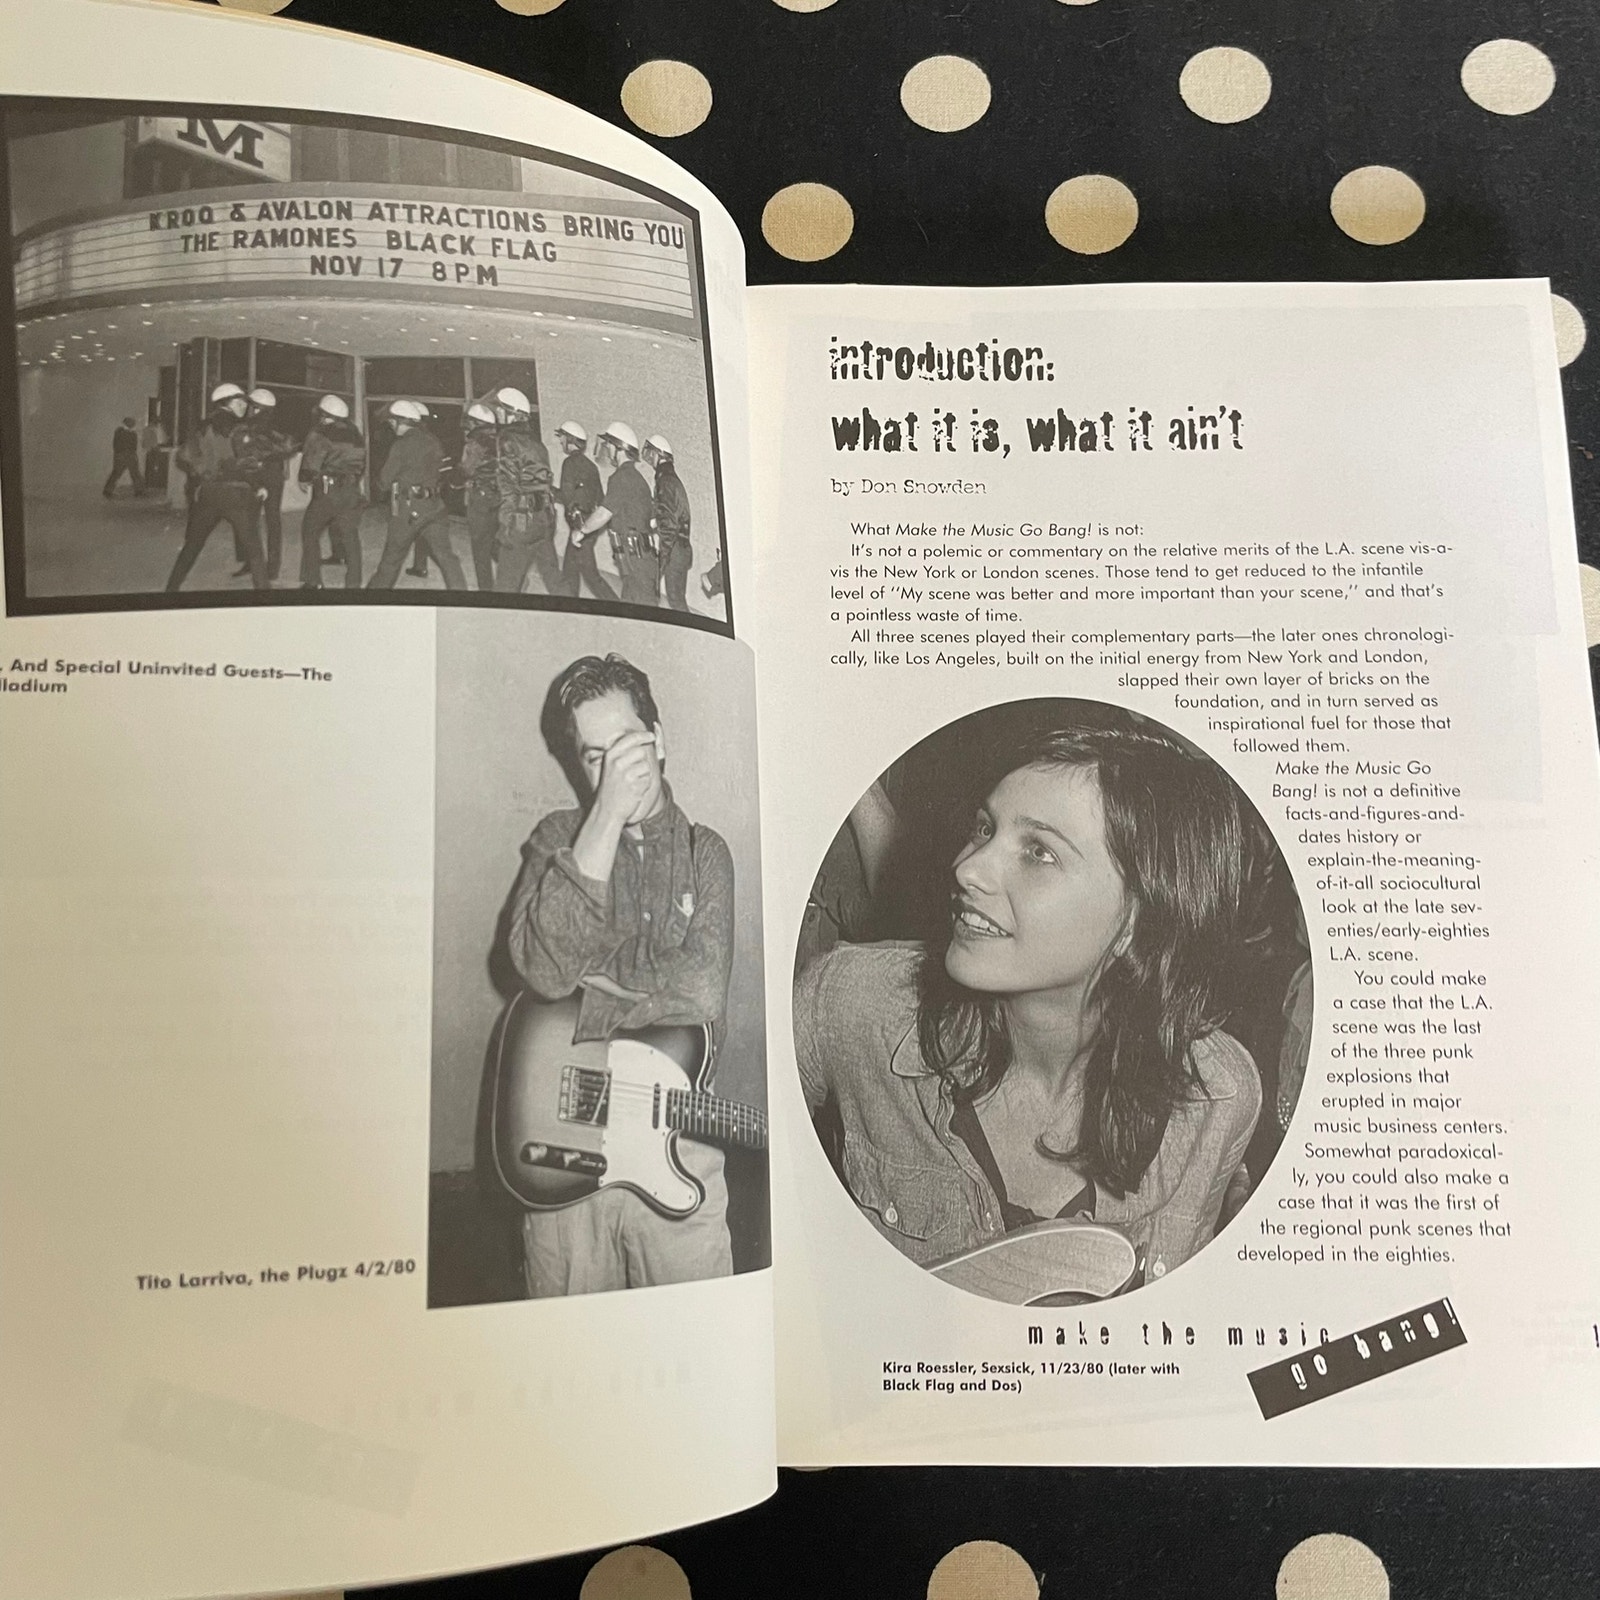 M
KROQ & AVALON ATTRACTIONS BRING YOU
THE RAMONES BLACK FLAG
NOV 17 8PM
. And Special Uninvited Guests—The
lladium
Tito Larriva, the Plugz 4/2/80
introduction:
what it is, what it ain't
by Don Snowden
What Make the Music Go Bang! is not:
It's not a polemic or commentary on the relative merits of the L.A. scene vis-a-
vis the New York or London scenes. Those tend to get reduced to the infantile
level of "My scene was better and more important than your scene," and that's
a pointless waste of time.
All three scenes played their complementary parts—the later ones chronologi-
cally, like Los Angeles, built on the initial energy from New York and London,
slapped their own layer of bricks on the
foundation, and in turn served as
inspirational fuel for those that
followed them.
Make the Music Go
Bang! is not a definitive
facts-and-figures-and-
dates history or
explain-the-meaning-
of-it-all sociocultural
look at the late sev-
enties/early-eighties
L.A. scene.
You could make
a case that the L.A.
scene was the last
of the three punk
explosions that
erupted in major
music business centers.
Somewhat paradoxical-
ly, you could also make a
case that it was the first of
the regional punk scenes that
developed in the eighties.
make the music
go bang!
Kira Roessler, Sexsick, 11/23/80 (later with
Black Flag and Dos)